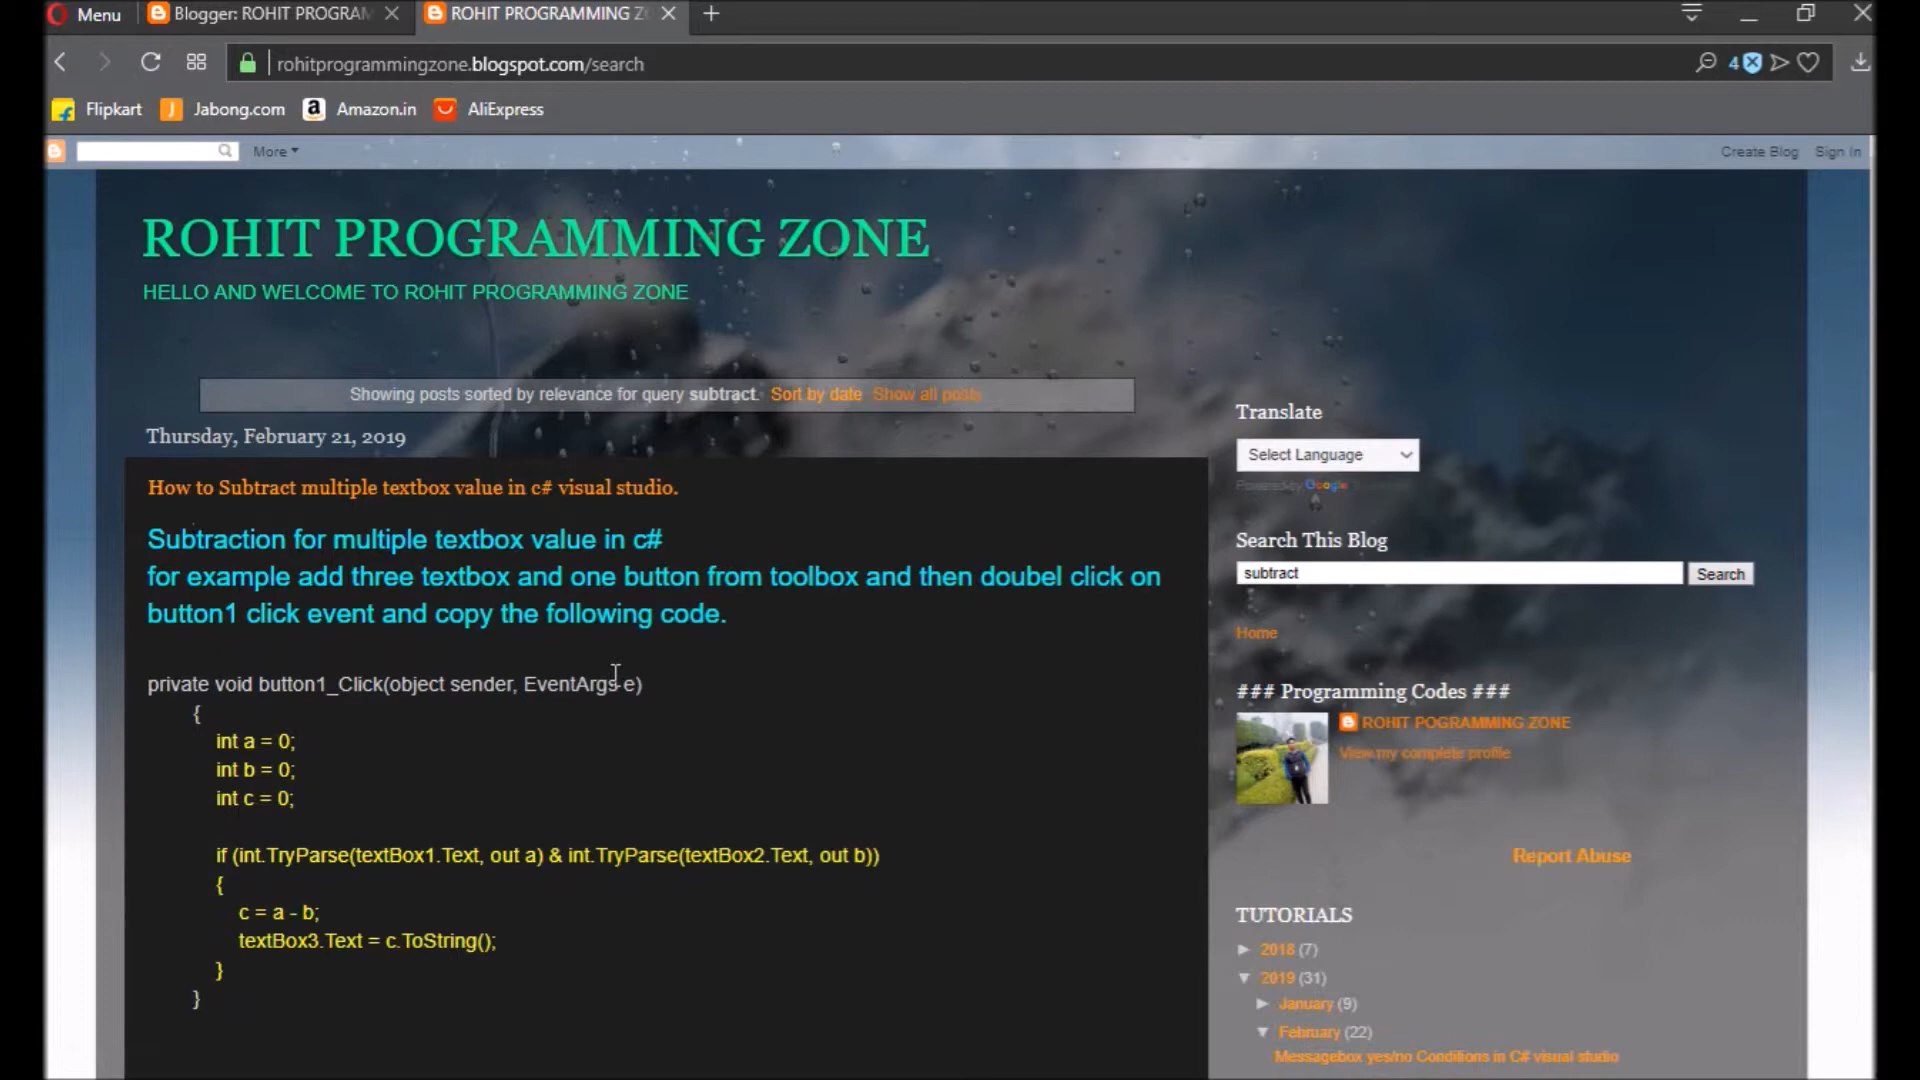 Menu
Blogger: ROHIT PROGRAM
ROHIT PROGRAMMING Z
rohitprogrammingzone.blogspot.com/search
4
Flipkart
Jabong.com
Amazon.in
AliExpress
More
Create Blog
Sign In
ROHIT PROGRAMMING ZONE
HELLO AND WELCOME TO ROHIT PROGRAMMING ZONE
Showing posts sorted by relevance for query subtract. Sort by date Show all posts
Thursday, February 21, 2019
How to Subtract multiple textbox value in c# visual studio.
Subtraction for multiple textbox value in c#
for example add three textbox and one button from toolbox and then doubel click on
button1 click event and copy the following code.
private void button1_Click(object sender, EventArgs e)
{
int a = 0;
int b = 0;
int c = 0;
if (int.TryParse(textBox1.Text, out a) & int.TryParse(textBox2.Text, out b))
{
c = a - b;
textBox3.Text = c.ToString();
}
}
Translate
Select Language
Powered by Google
Search This Blog
subtract
Search
Home
### Programming Codes ###
ROHIT POGRAMMING ZONE
View my complete profile
Report Abuse
TUTORIALS
► 2018 (7)
▼ 2019 (31)
► January (9)
▼ February (22)
Messagebox yes/no Conditions in C# visual studio